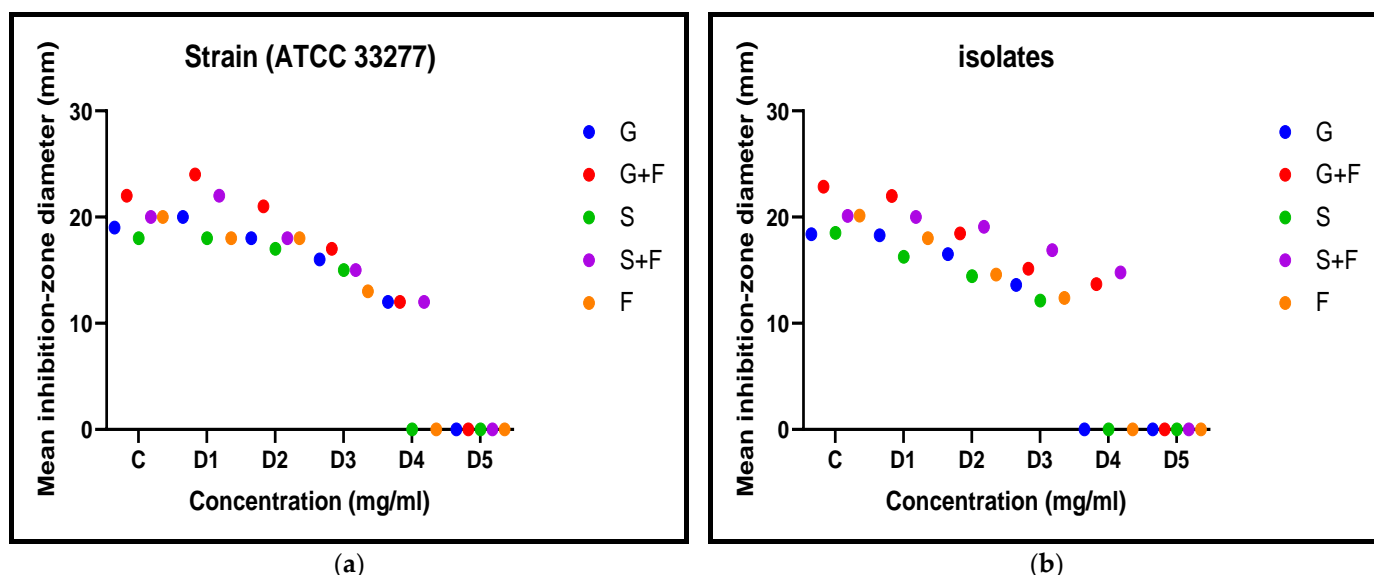 Strain (ATCC 33277)
Mean inhibition-zone diameter (mm)
30
20
10
0
C D1 D2 D3 D4 D5
Concentration (mg/ml)
G
G+F
S
S+F
F
(a)
isolates
Mean inhibition-zone diameter (mm)
30
20
10
0
C D1 D2 D3 D4 D5
Concentration (mg/ml)
G
G+F
S
S+F
F
(b)